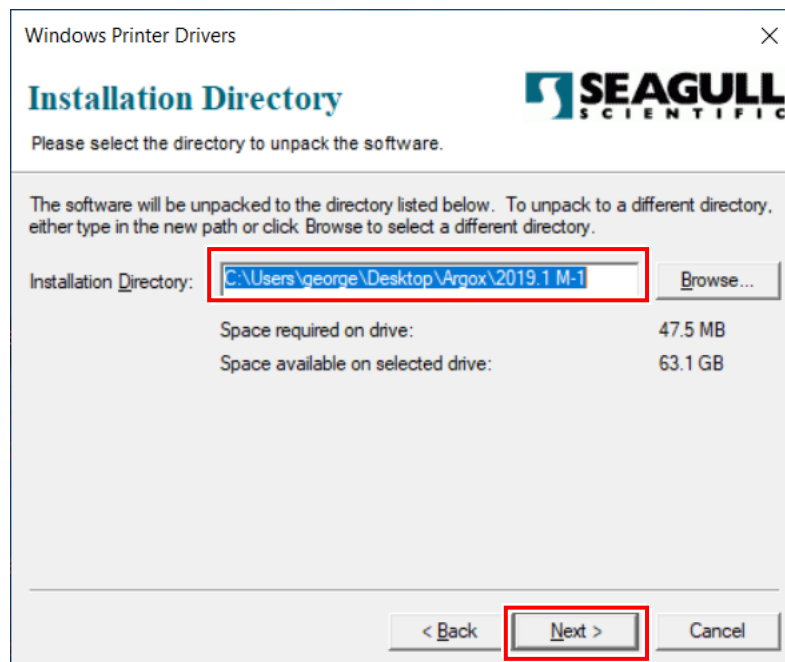 Windows Printer Drivers
Installation Directory
SEAGULL
SCIENTIFIC
Please select the directory to unpack the software.
The software will be unpacked to the directory listed below. To unpack to a different directory,
either type in the new path or click Browse to select a different directory.
Installation Directory: C:\Users\george\Desktop\Argox\2019.1 M-1 Browse...
Space required on drive: 47.5 MB
Space available on selected drive: 63.1 GB
< Back Next > Cancel